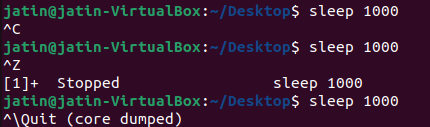 jatin@jatin-VirtualBox:~/Desktop$ sleep 1000
^C
jatin@jatin-VirtualBox:~/Desktop$ sleep 1000
^Z
[1]+  Stopped                 sleep 1000
jatin@jatin-VirtualBox:~/Desktop$ sleep 1000
^\Quit (core dumped)